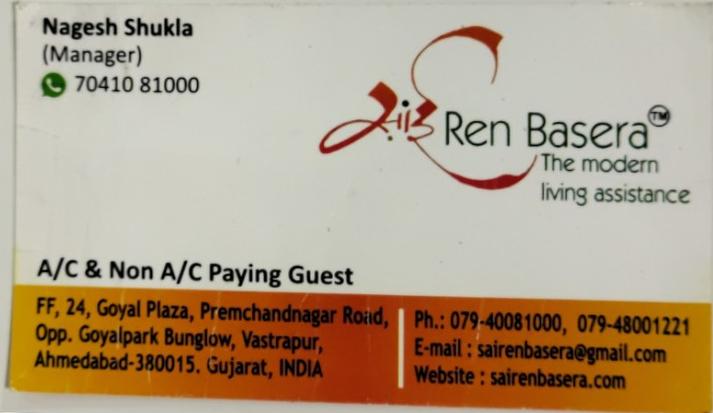 Nagesh Shukla
(Manager)
70410 81000
સાંઇ Ren Basera™
The modern
living assistance
A/C & Non A/C Paying Guest
FF, 24, Goyal Plaza, Premchandnagar Road,
Opp. Goyalpark Bunglow, Vastrapur,
Ahmedabad-380015. Gujarat, INDIA
Ph.: 079-40081000, 079-48001221
E-mail : sairenbasera@gmail.com
Website : sairenbasera.com